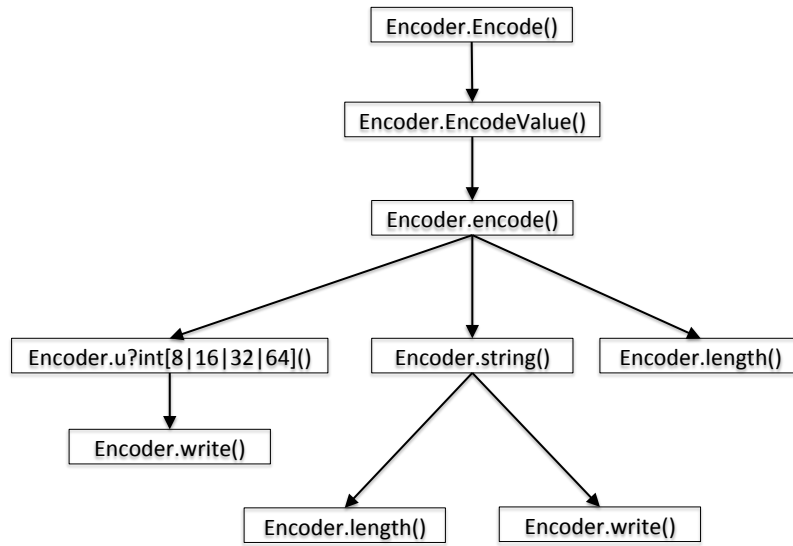 Encoder.Encode()
Encoder.EncodeValue()
Encoder.encode()
Encoder.u?int[8|16|32|64]()
Encoder.string()
Encoder.length()
Encoder.write()
Encoder.length()
Encoder.write()